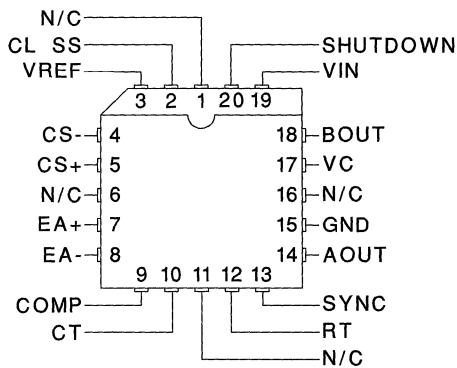 N/C
CL SS
VREF
SHUTDOWN
VIN
3 2 1 20 19
CS- 4
CS+ 5
N/C 6
EA+ 7
EA- 8
18 BOUT
17 VC
16 N/C
15 GND
14 AOUT
9 10 11 12 13
COMP
CT
SYNC
RT
N/C